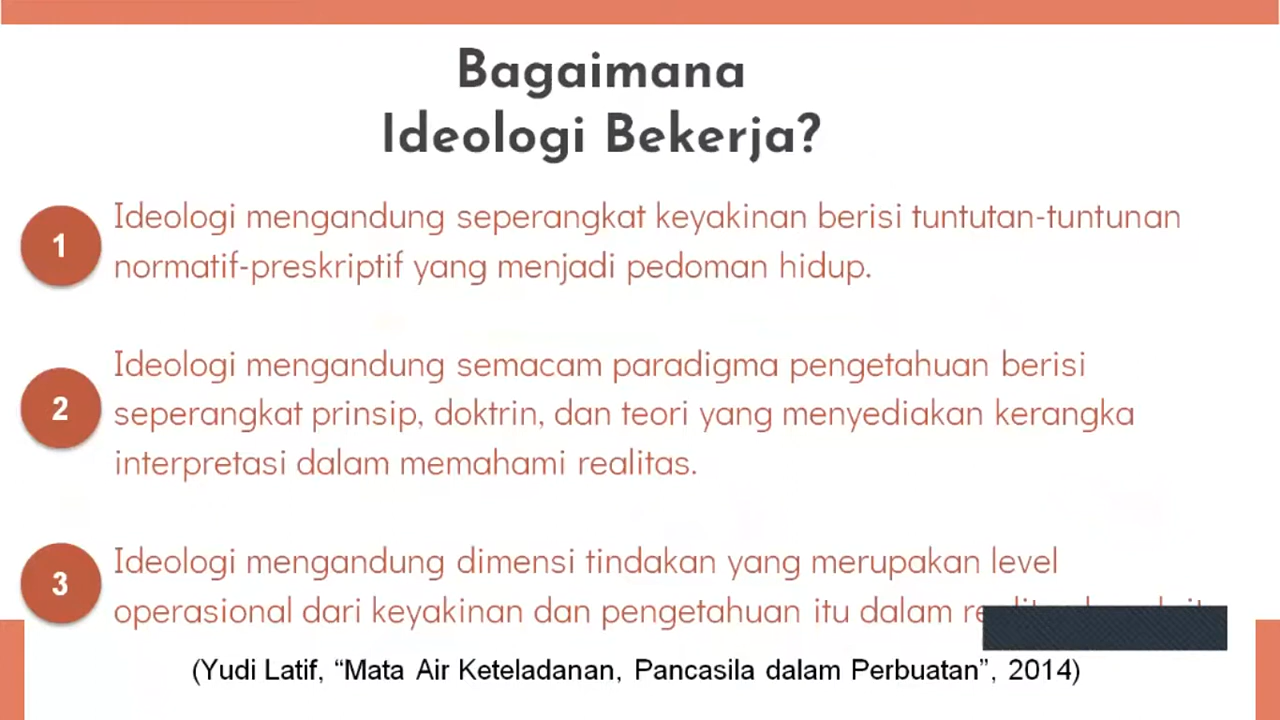 Bagaimana
Ideologi Bekerja?
1
Ideologi mengandung seperangkat keyakinan berisi tuntutan-tuntunan
normatif-preskriptif yang menjadi pedoman hidup.
2
Ideologi mengandung semacam paradigma pengetahuan berisi
seperangkat prinsip, doktrin, dan teori yang menyediakan kerangka
interpretasi dalam memahami realitas.
3
Ideologi mengandung dimensi tindakan yang merupakan level
operasional dari keyakinan dan pengetahuan itu dalam
(Yudi Latif, “Mata Air Keteladanan, Pancasila dalam Perbuatan”, 2014)